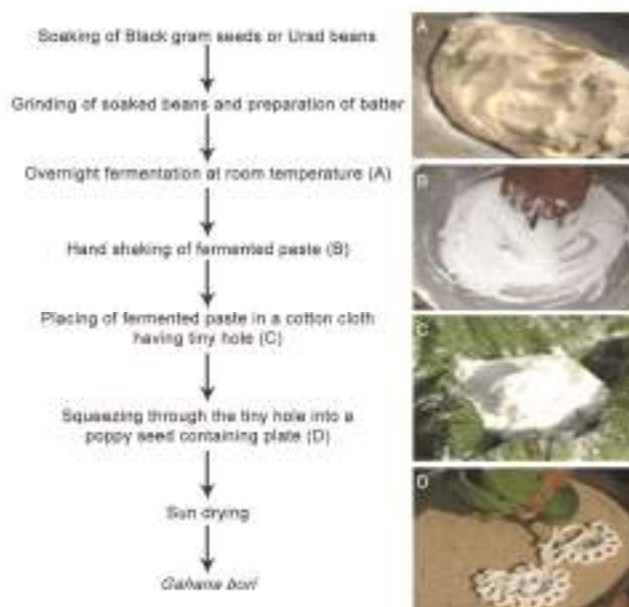 Soaking of Black gram seeds or Urad beans
Grinding of soaked beans and preparation of batter
Overnight fermentation at room temperature (A)
Hand shaking of fermented paste (B)
Placing of fermented paste in a cotton cloth
having tiny hole (C)
Squeezing through the tiny hole into a
poppy seed containing plate (D)
Sun drying
Gahana bori
A
B
C
D